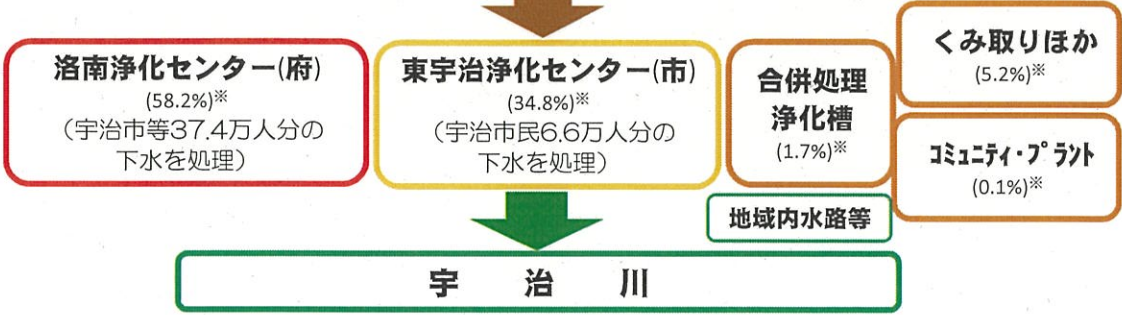 洛南浄化センター(府)
(58.2%)※
(宇治市等37.4万人分の
下水を処理)
東宇治浄化センター(市)
(34.8%)※
(宇治市民6.6万人分の
下水を処理)
合併処理
浄化槽
(1.7%)※
くみ取りほか
(5.2%)※
コミュニティ・プラント
(0.1%)※
地域内水路等
宇治川